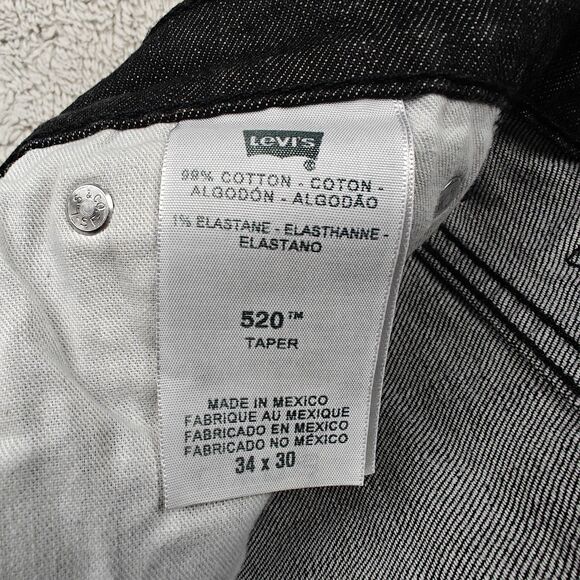 Levi's
®
99% COTTON - COTON -
ALGODÓN - ALGODÃO
1% ELASTANE - ELASTHANNE -
ELASTANO
520™
TAPER
MADE IN MEXICO
FABRIQUE AU MEXIQUE
FABRICADO EN MEXICO
FABRICADO NO MEXICO
34 x 30